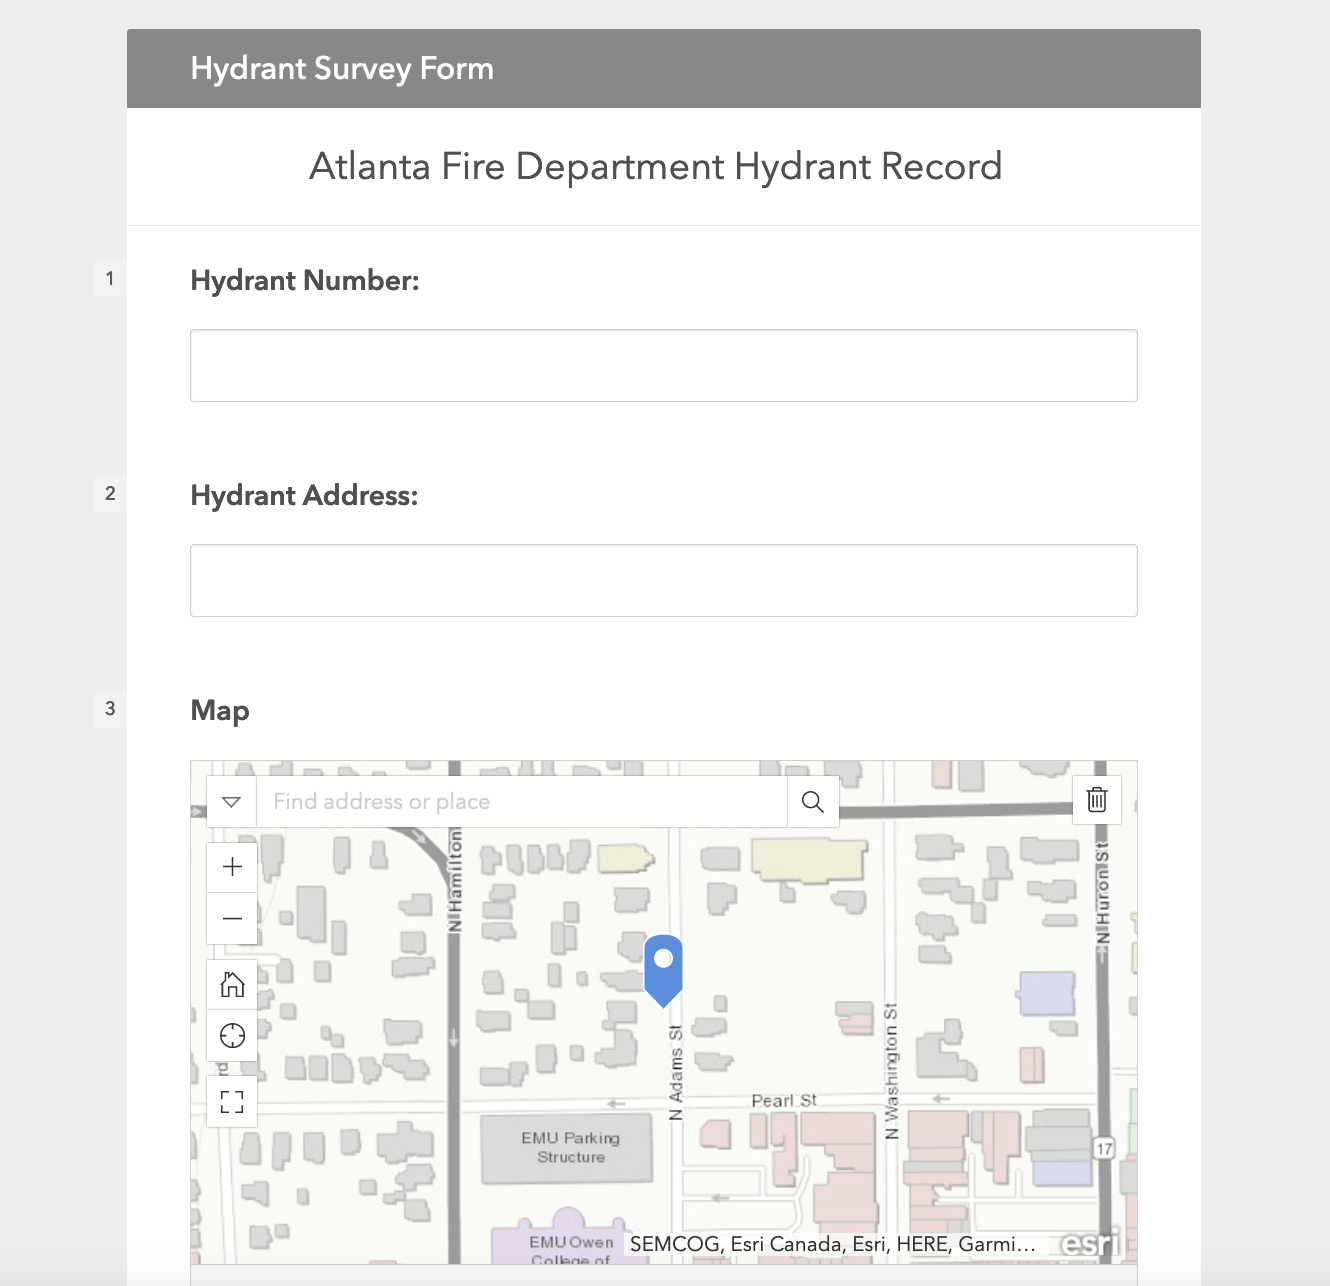 Hydrant Survey Form
Atlanta Fire Department Hydrant Record
1
Hydrant Number:
2
Hydrant Address:
3
Map
Find address or place
N Hamilton
N Huron St
N Adams St
N Washington St
Pearl St
rd
EMU Parking
Structure
17
EMU Owen
College of
SEMCOG, Esri Canada, Esri, HERE, Garmi...
esri